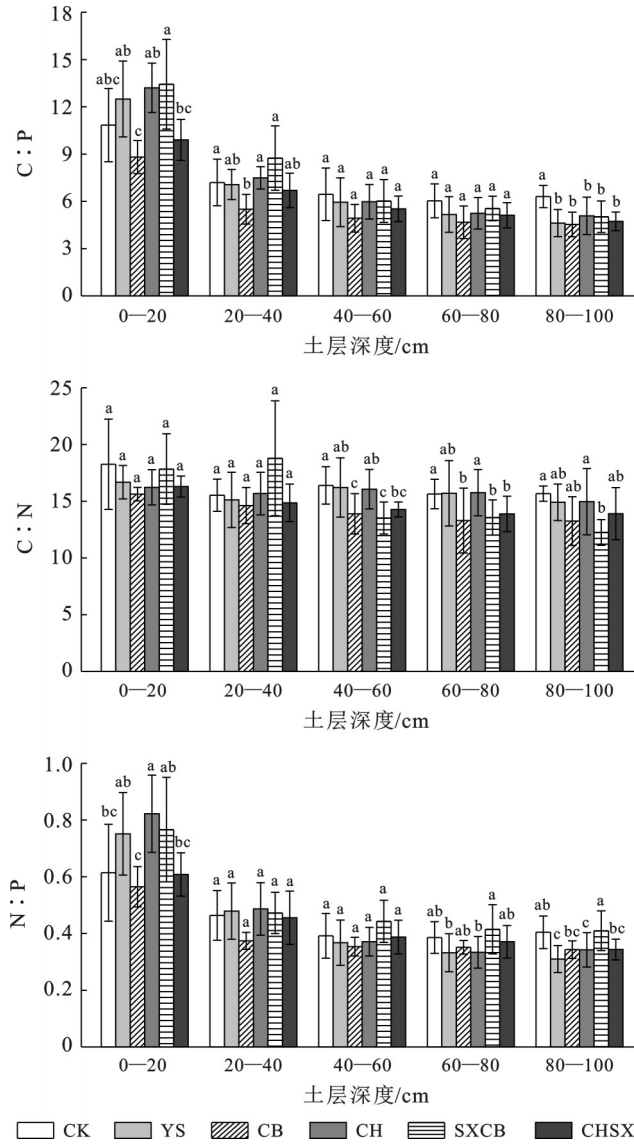 18
15
12
9
6
3
0
C∶P
abc ab c ab a bc
a ab b a a ab
a a a a a a
a a a a a a
a b b b b b
0—20 20—40 40—60 60—80 80—100
土层深度/cm
25
20
15
10
5
0
C∶N
a a a a a a
a a a a a a
a ab c ab c bc
a ab b a b b
a ab ab a b ab
0—20 20—40 40—60 60—80 80—100
土层深度/cm
1.0
0.8
0.6
0.4
0.2
0
N∶P
bc ab c a ab bc
a a a a a a
a a a a a a
ab b ab b a ab
ab c bc c a bc
0—20 20—40 40—60 60—80 80—100
土层深度/cm
CK YS CB CH SXCB CHSX